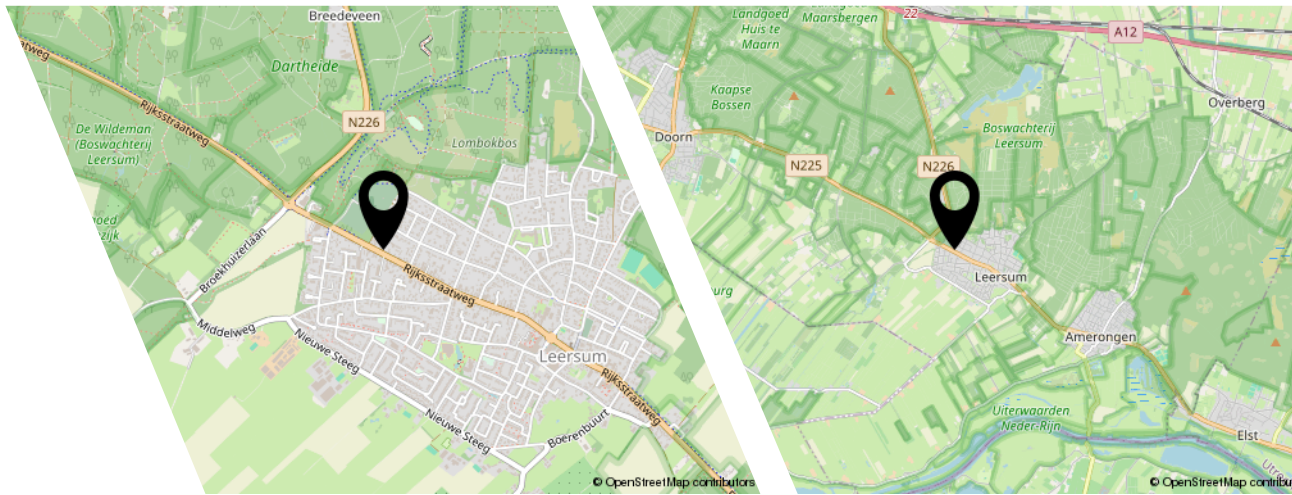 Breedeveen
Dartheide
Rijksstraatweg
N226
De Wildeman
(Boswachterij
Leersum)
Lombokbos
Broekhuizerlaan
Rijksstraatweg
Middelweg
Nieuwe Steeg
Leersum
Rijksstraatweg
Nieuwe Steeg
Boerenbuurt
© OpenStreetMap contributors
Landgoed
Huis te
Maarn
Maarsbergen
22
A12
Kaapse
Bossen
Overberg
Doorn
Boswachterij
Leersum
N225
N226
Leersum
Amerongen
Uiterwaarden
Neder-Rijn
Elst
© OpenStreetMap contribu